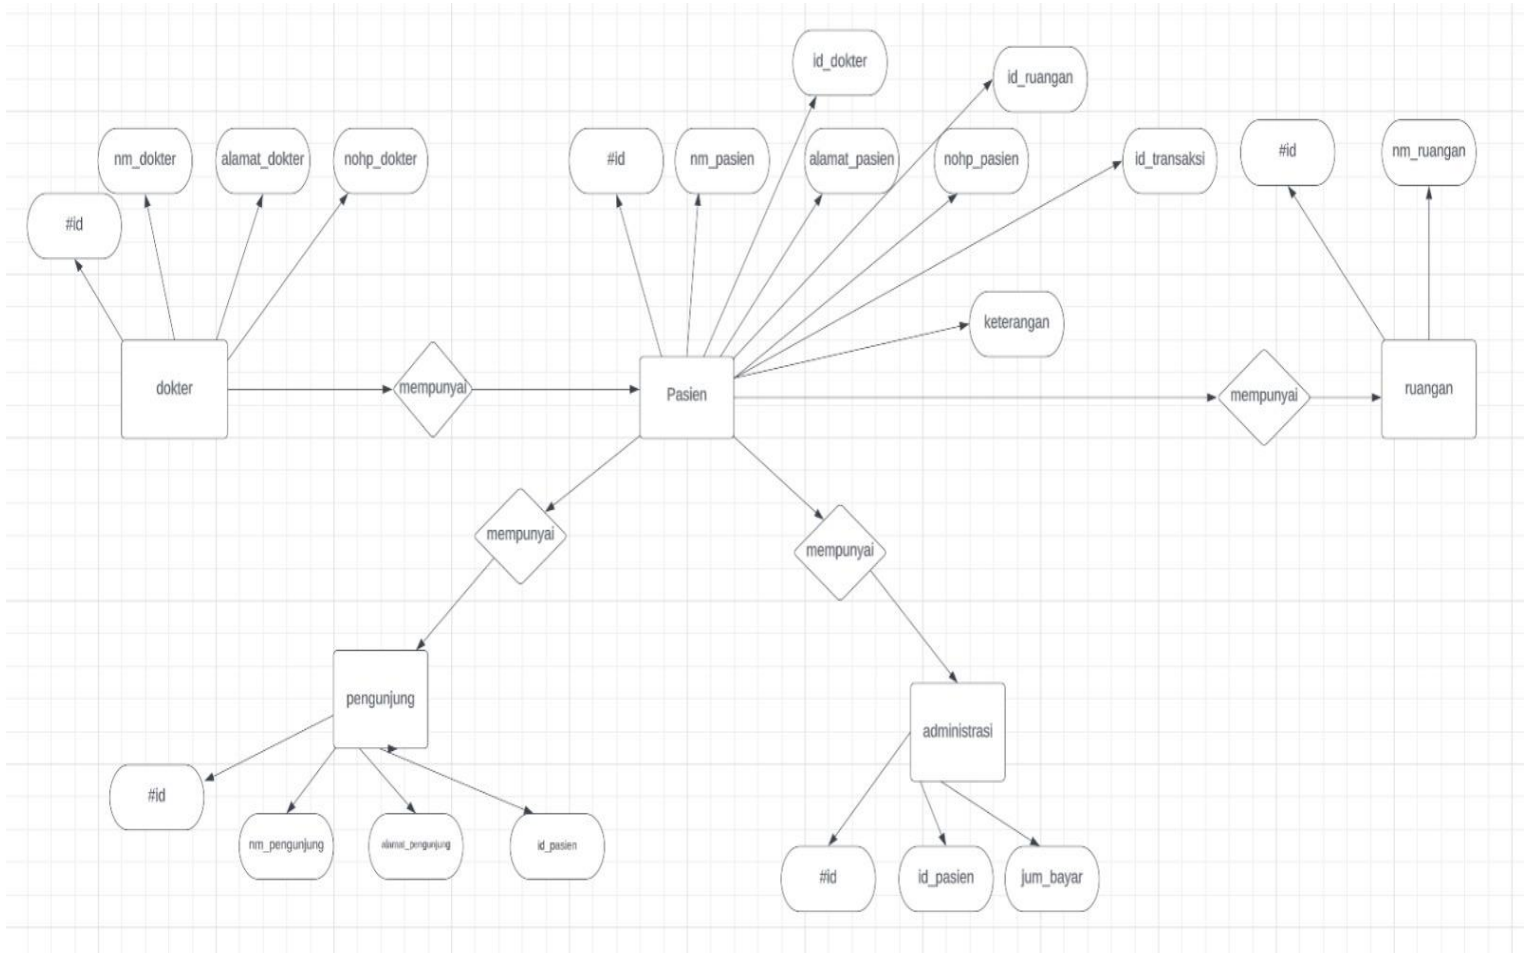 id_dokter
id_ruangan
nm_dokter
alamat_dokter
nohp_dokter
#id
nm_pasien
alamat_pasien
nohp_pasien
id_transaksi
#id
nm_ruangan
#id
keterangan
dokter
mempunyai
Pasien
mempunyai
ruangan
mempunyai
mempunyai
pengunjung
administrasi
#id
nm_pengunjung
alamat_pengunjung
id_pasien
#id
id_pasien
jum_bayar